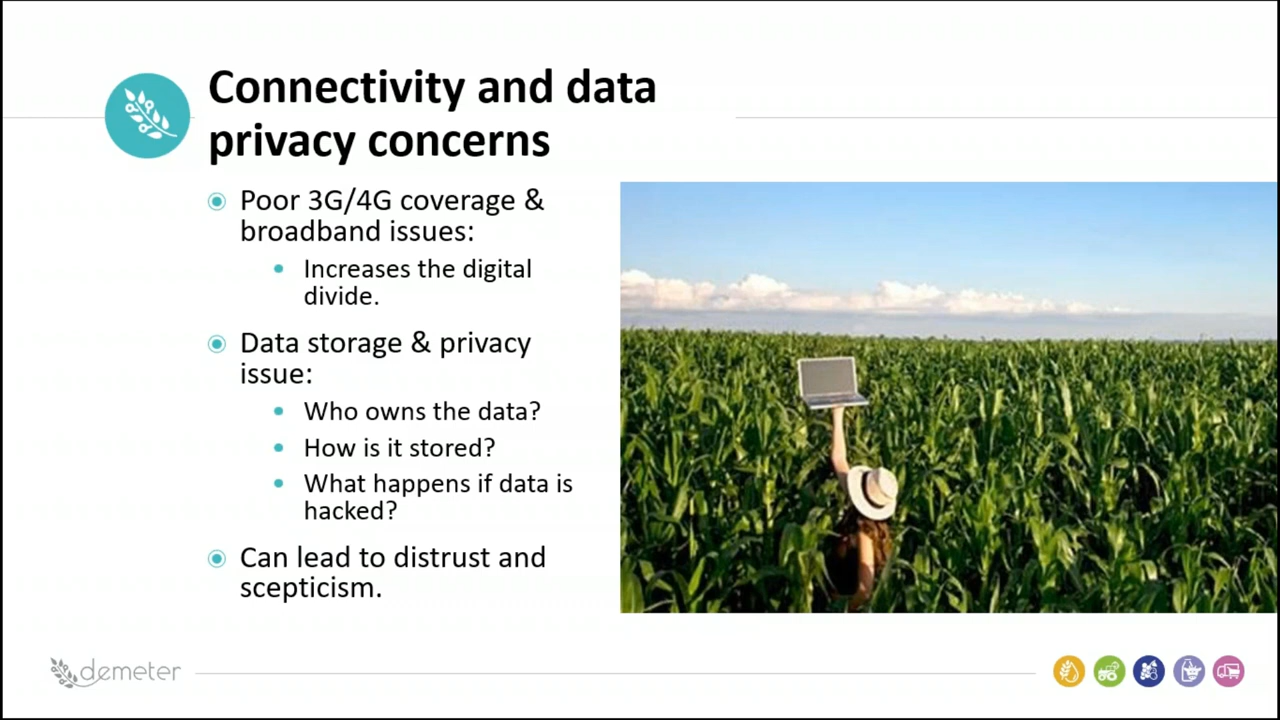 Connectivity and data
privacy concerns
Poor 3G/4G coverage &
broadband issues:
Increases the digital
divide.
Data storage & privacy
issue:
Who owns the data?
How is it stored?
What happens if data is
hacked?
Can lead to distrust and
scepticism.
demeter